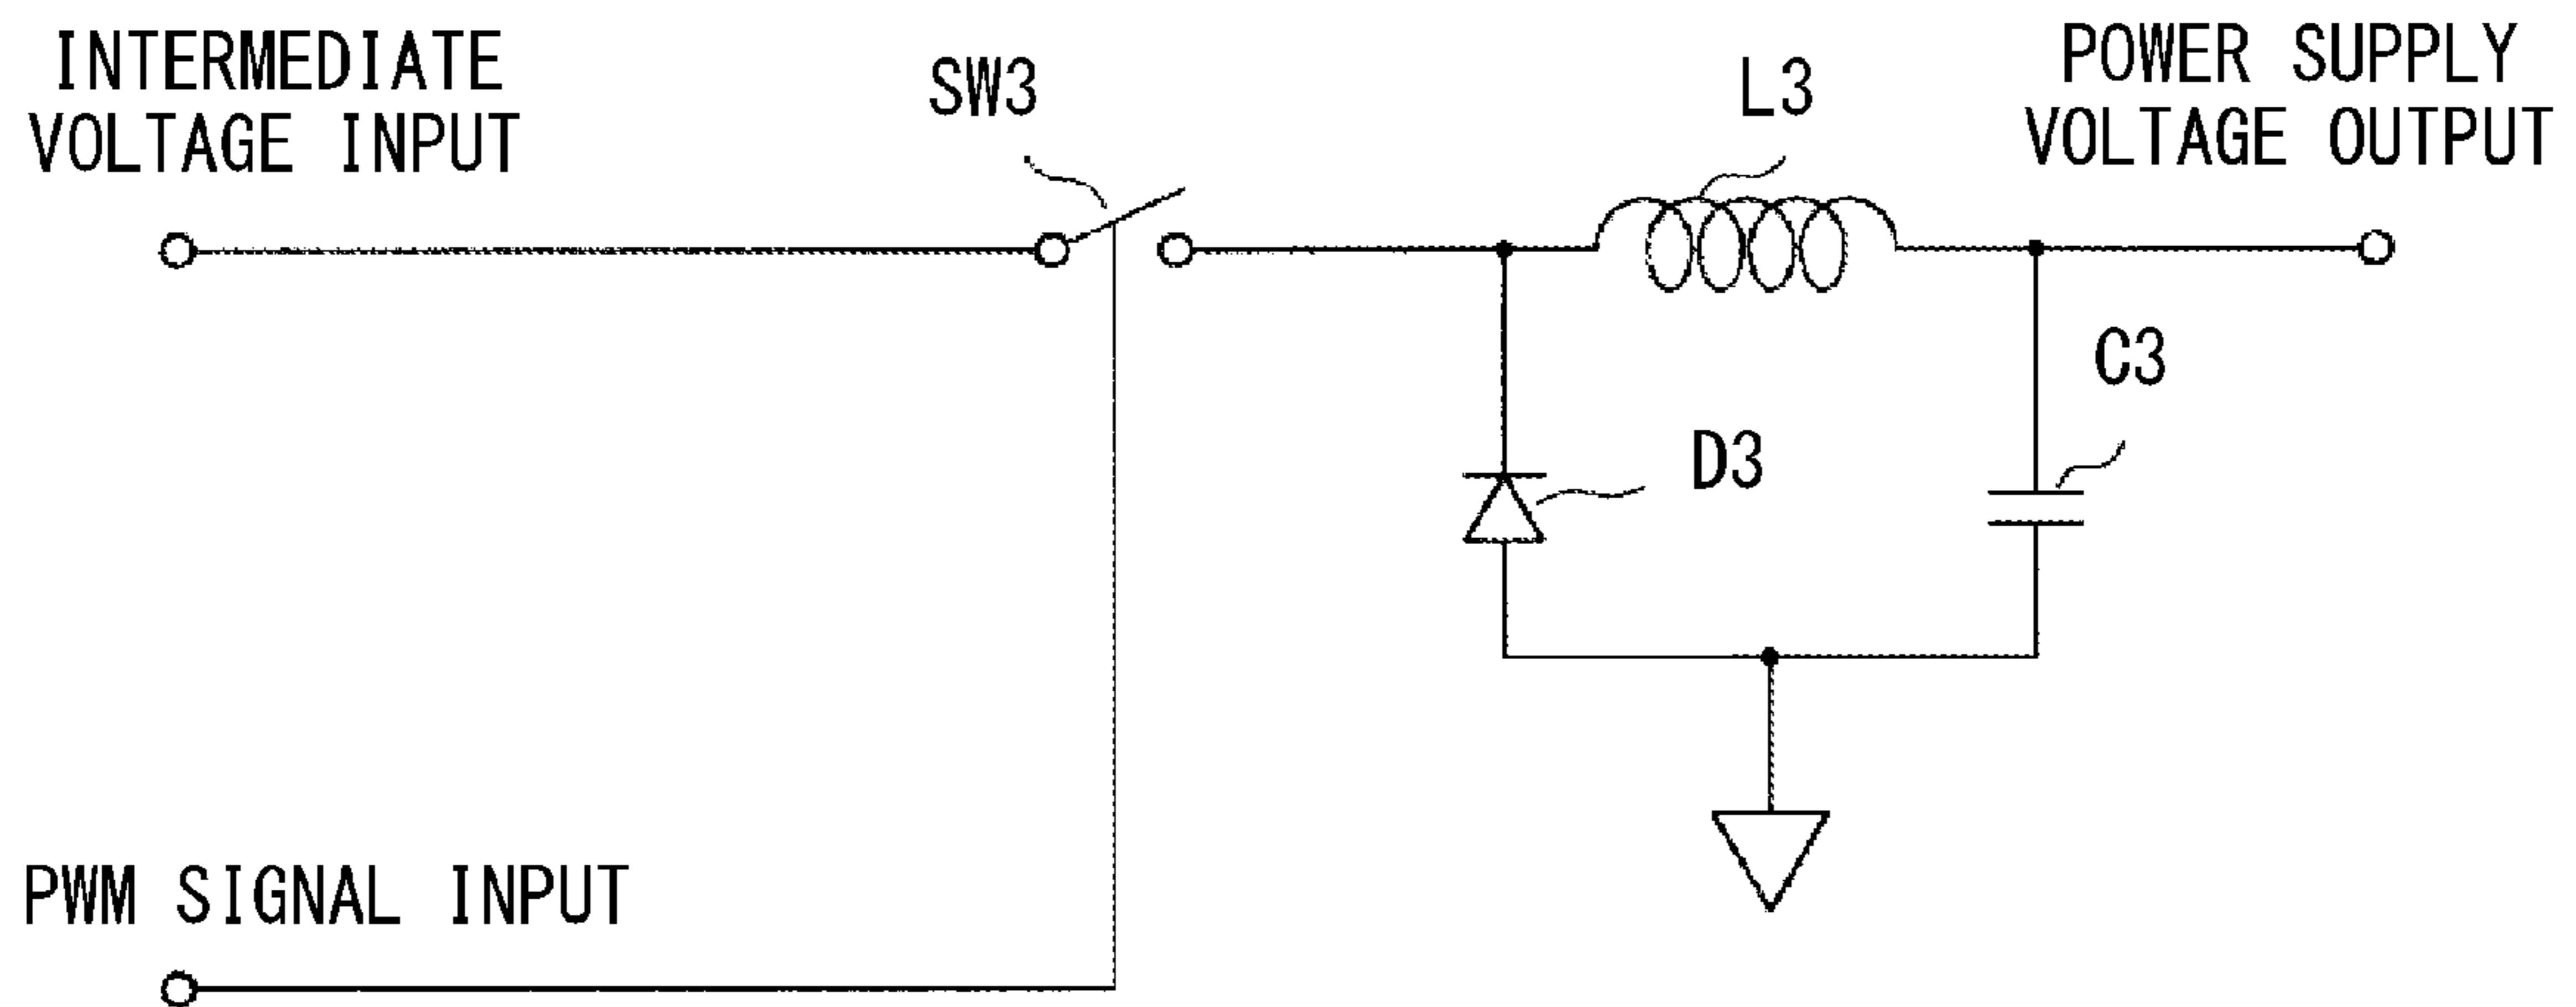 INTERMEDIATE
VOLTAGE INPUT
SW3
L3
POWER SUPPLY
VOLTAGE OUTPUT
C3
D3
PWM SIGNAL INPUT